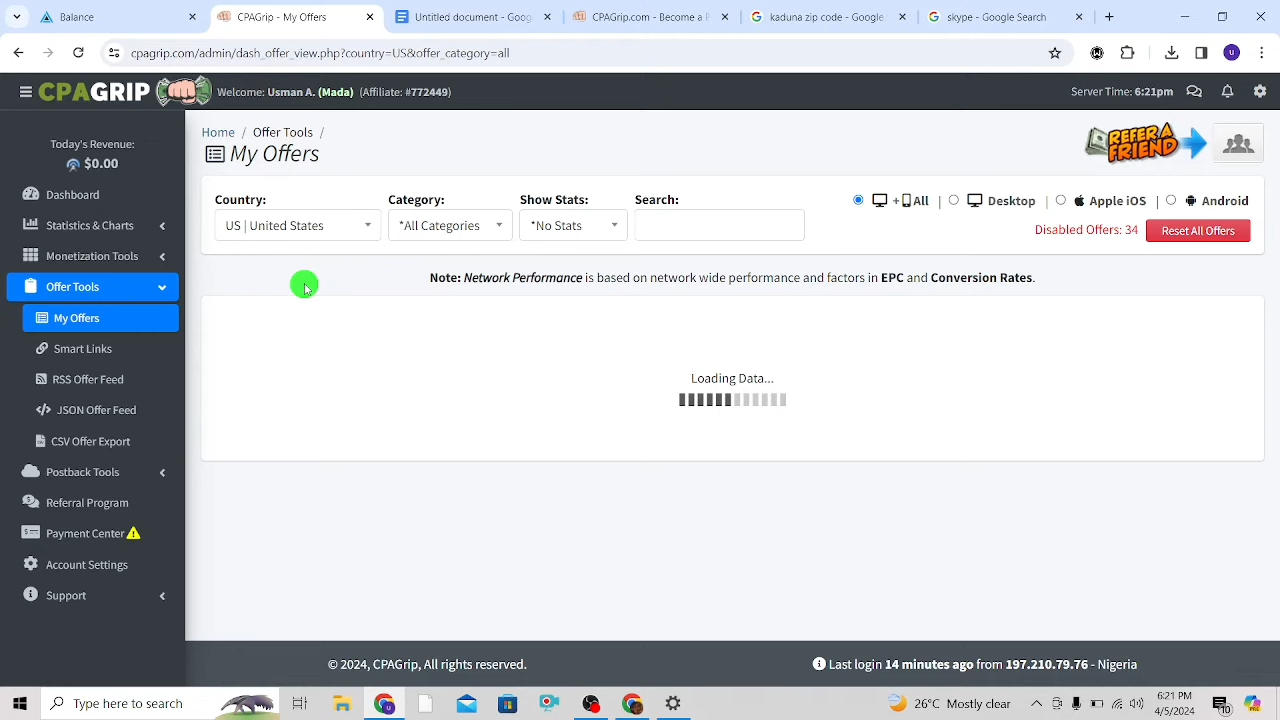 Balance
CPAGrip - My Offers
Untitled document - Goog
CPAGrip.com - Become a P
kaduna zip code - Google
skype - Google Search
cpagrip.com/admin/dash_offer_view.php?country=US&offer_category=all
CPAGRIP Welcome: Usman A. (Mada) (Affiliate: #772449)
Server Time: 6:21pm
Today's Revenue:
$0.00
Dashboard
Statistics & Charts
Monetization Tools
Offer Tools
My Offers
Smart Links
RSS Offer Feed
JSON Offer Feed
CSV Offer Export
Postback Tools
Referral Program
Payment Center
Account Settings
Support
Home / Offer Tools /
My Offers
REFER A FRIEND
Country: Category: Show Stats: Search:
US | United States *All Categories *No Stats
+ All | Desktop | Apple iOS | Android
Disabled Offers: 34 Reset All Offers
Note: Network Performance is based on network wide performance and factors in EPC and Conversion Rates.
Loading Data...
© 2024, CPAGrip, All rights reserved.
Last login 14 minutes ago from 197.210.79.76 - Nigeria
Type here to search
26°C Mostly clear
6:21 PM
4/5/2024